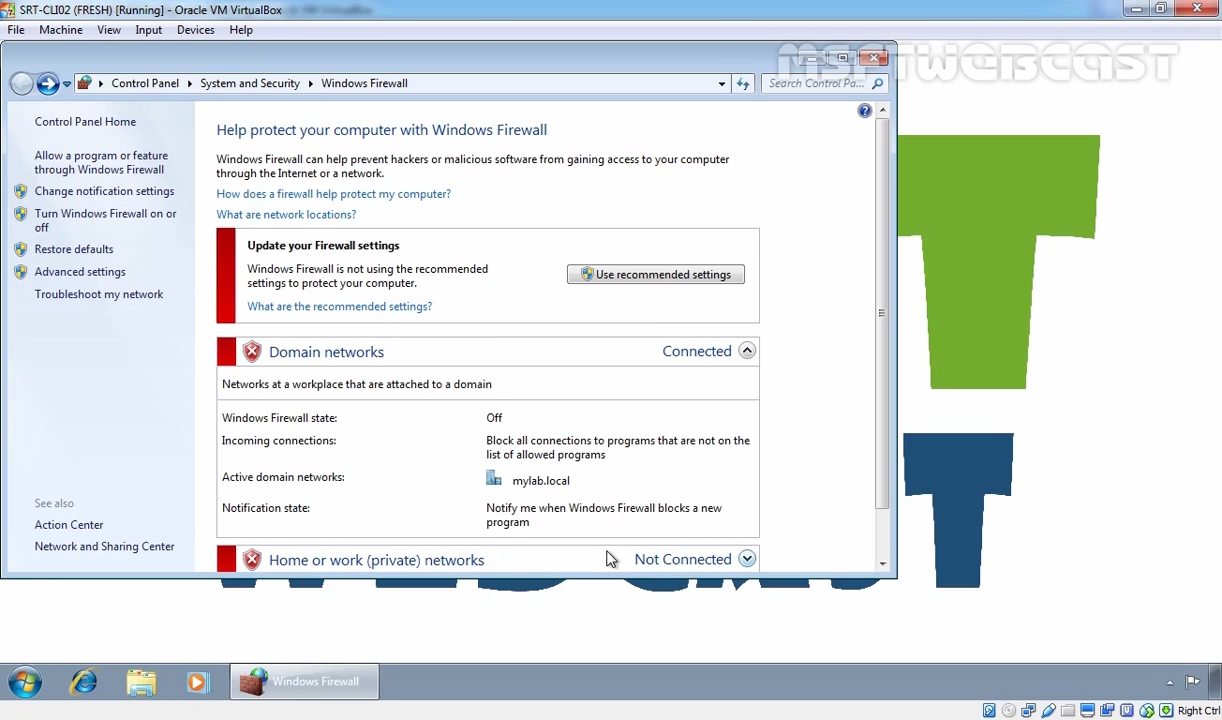 SRT-CLI02 (FRESH) [Running] - Oracle VM VirtualBox
File Machine View Input Devices Help
MSFTWEBCAST
Control Panel System and Security Windows Firewall
Search Control Pa...
Control Panel Home
Allow a program or feature
through Windows Firewall
Change notification settings
Turn Windows Firewall on or
off
Restore defaults
Advanced settings
Troubleshoot my network
See also
Action Center
Network and Sharing Center
Help protect your computer with Windows Firewall
Windows Firewall can help prevent hackers or malicious software from gaining access to your computer
through the Internet or a network.
How does a firewall help protect my computer?
What are network locations?
Update your Firewall settings
Windows Firewall is not using the recommended
settings to protect your computer.
Use recommended settings
What are the recommended settings?
Domain networks Connected
Networks at a workplace that are attached to a domain
Windows Firewall state: Off
Incoming connections: Block all connections to programs that are not on the
list of allowed programs
Active domain networks: mylab.local
Notification state: Notify me when Windows Firewall blocks a new
program
Home or work (private) networks Not Connected
Windows Firewall
Right Ctrl